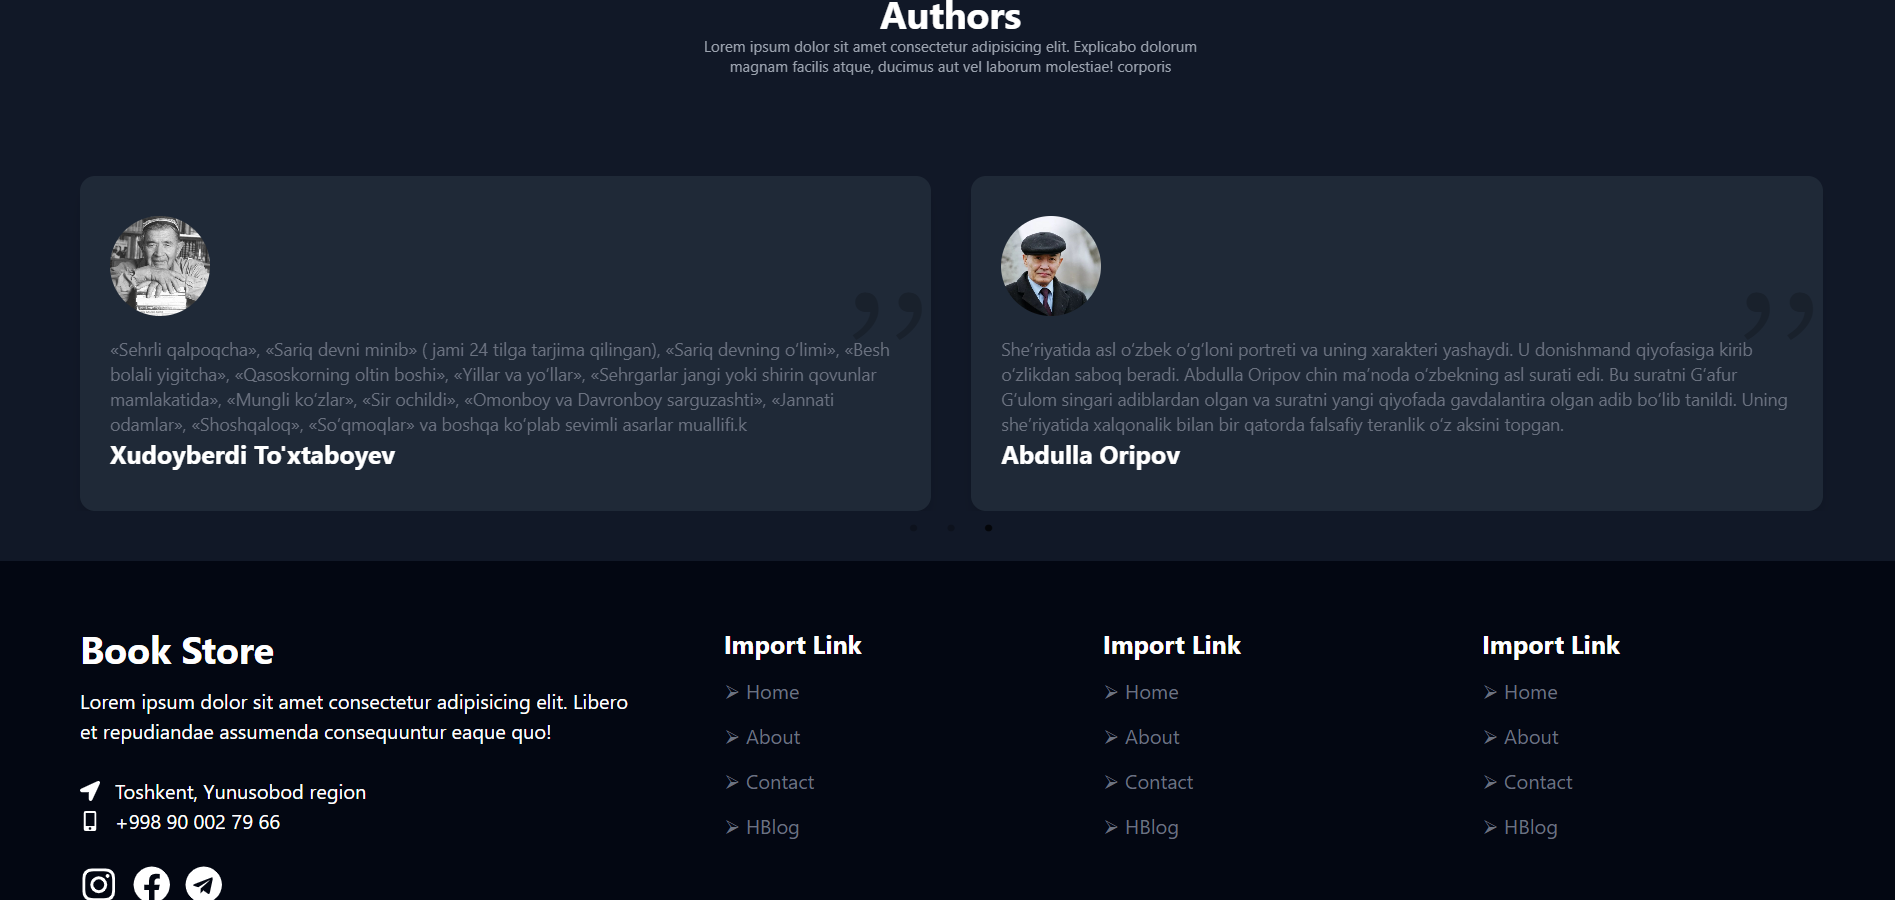 Authors
Lorem ipsum dolor sit amet consectetur adipisicing elit. Explicabo dolorum
magnam facilis atque, ducimus aut vel laborum molestiae! corporis
«Sehrli qalpoqcha», «Sariq devni minib» ( jami 24 tilga tarjima qilingan), «Sariq devning o‘limi», «Besh
bolali yigitcha», «Qasoskorning oltin boshi», «Yillar va yo‘llar», «Sehrgarlar jangi yoki shirin qovunlar
mamlakatida», «Mungli ko‘zlar», «Sir ochildi», «Omonboy va Davronboy sarguzashti», «Jannati
odamlar», «Shoshqaloq», «So‘qmoqlar» va boshqa ko‘plab sevimli asarlar muallifi.k
Xudoyberdi To'xtaboyev
She’riyatida asl o‘zbek o‘g‘loni portreti va uning xarakteri yashaydi. U donishmand qiyofasiga kirib
o‘zlikdan saboq beradi. Abdulla Oripov chin ma’noda o‘zbekning asl surati edi. Bu suratni G‘afur
G‘ulom singari adiblardan olgan va suratni yangi qiyofada gavdalantira olgan adib bo‘lib tanildi. Uning
she’riyatida xalqonalik bilan bir qatorda falsafiy teranlik o‘z aksini topgan.
Abdulla Oripov
Book Store
Lorem ipsum dolor sit amet consectetur adipisicing elit. Libero
et repudiandae assumenda consequuntur eaque quo!
Toshkent, Yunusobod region
+998 90 002 79 66
Import Link
➢ Home
➢ About
➢ Contact
➢ HBlog
Import Link
➢ Home
➢ About
➢ Contact
➢ HBlog
Import Link
➢ Home
➢ About
➢ Contact
➢ HBlog